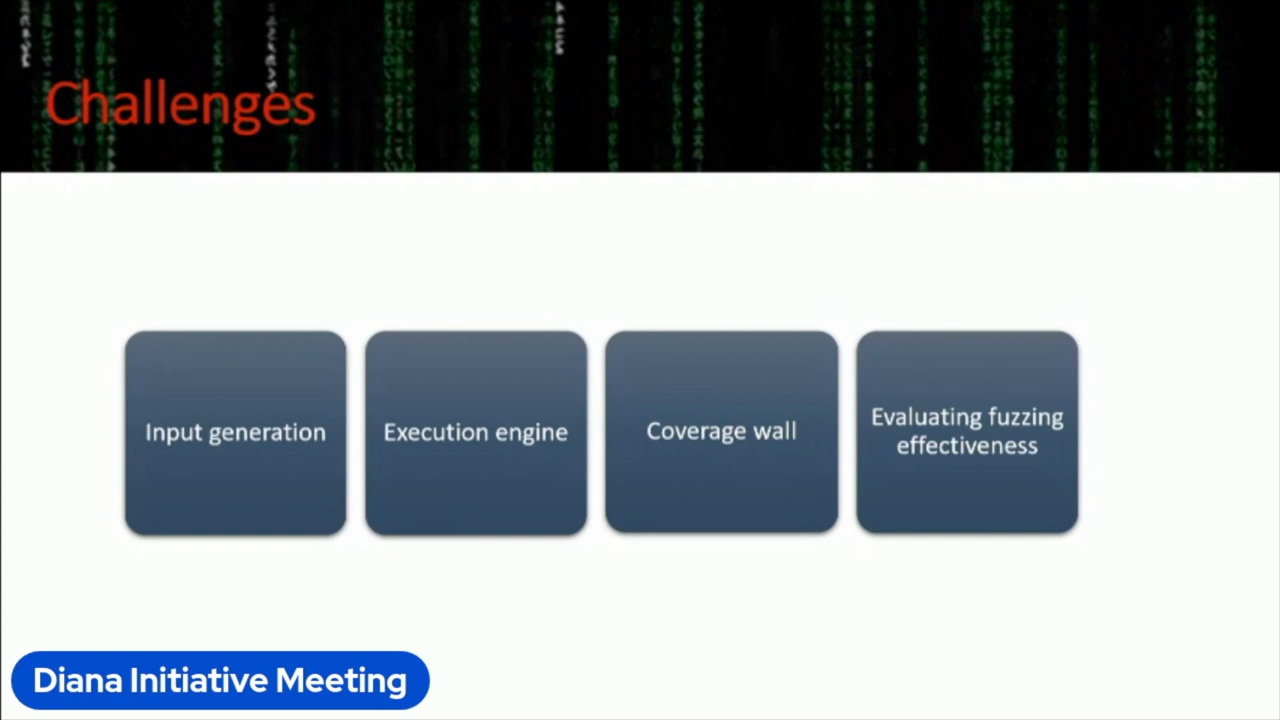 Challenges
Input generation
Execution engine
Coverage wall
Evaluating fuzzing
effectiveness
Diana Initiative Meeting